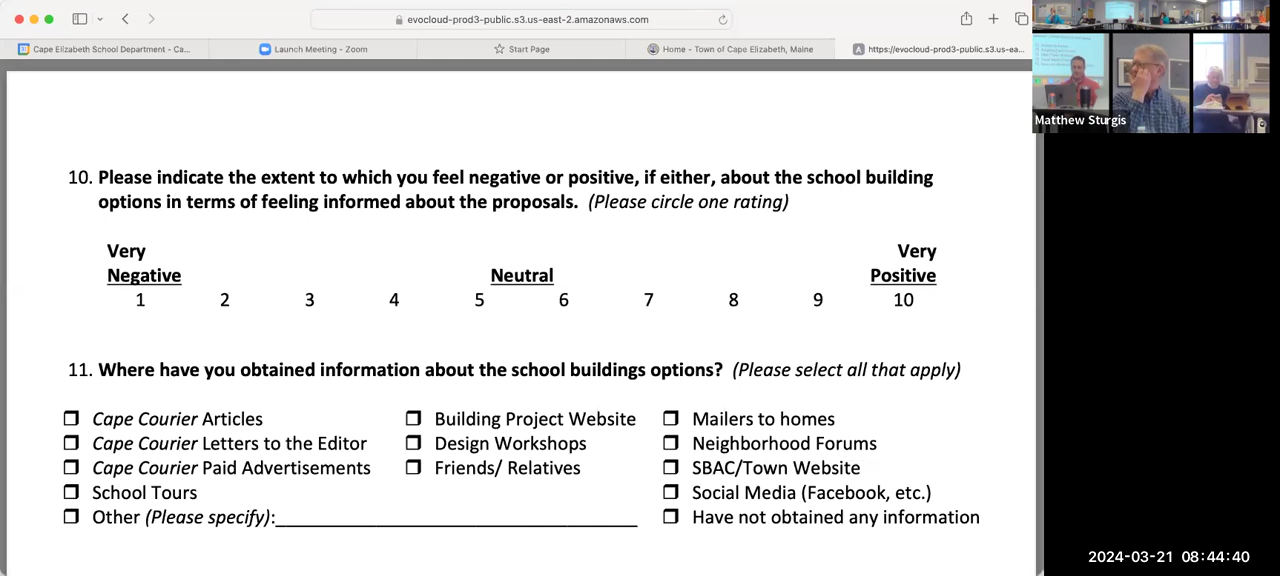 evocloud-prod3-public.s3.us-east-2.amazonaws.com
Cape Elizabeth School Department - Ca...
Launch Meeting - Zoom
Start Page
Home - Town of Cape Elizabeth, Maine
https://evocloud-prod3-public.s3.us-ea...
Matthew Sturgis
10. Please indicate the extent to which you feel negative or positive, if either, about the school building
options in terms of feeling informed about the proposals. (Please circle one rating)
Very Very
Negative Neutral Positive
1 2 3 4 5 6 7 8 9 10
11. Where have you obtained information about the school buildings options? (Please select all that apply)
Cape Courier Articles
Cape Courier Letters to the Editor
Cape Courier Paid Advertisements
School Tours
Other (Please specify):
Building Project Website
Design Workshops
Friends/ Relatives
Mailers to homes
Neighborhood Forums
SBAC/Town Website
Social Media (Facebook, etc.)
Have not obtained any information
2024-03-21 08:44:40